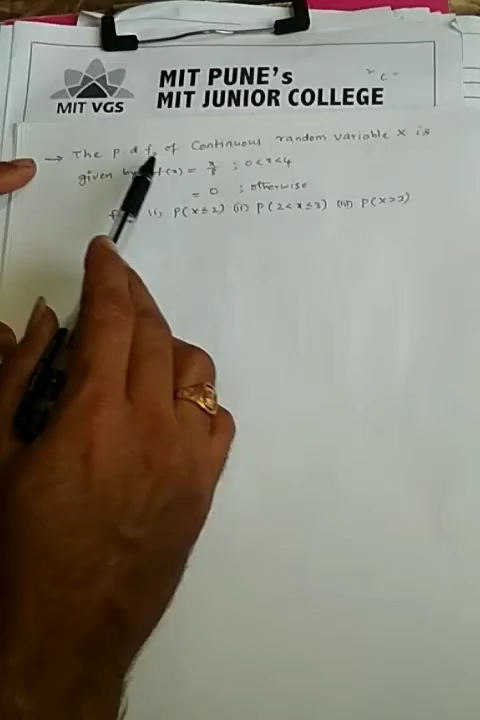 MIT PUNE's
MIT JUNIOR COLLEGE
MIT VGS
→ The p.d.f. of Continuous random variable x is
given by f(x) = x/8 ; 0<x<4
= 0 ; otherwise
(i) P(x≤2) (ii) P(2<x≤3) (iii) P(x>3)